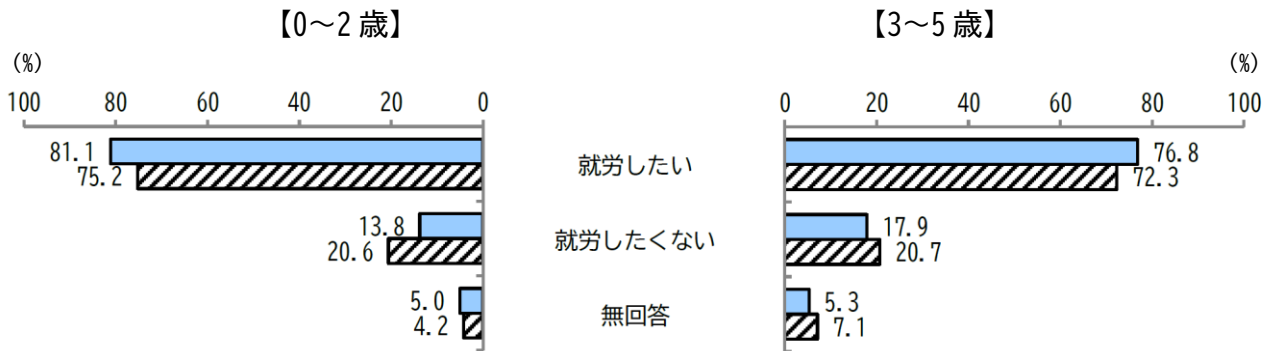 【0～2歳】
【3～5歳】
(%)
(%)
100 80 60 40 20 0
0 20 40 60 80 100
81.1 就労したい 76.8
75.2 72.3
13.8 就労したくない 17.9
20.6 20.7
5.0 無回答 5.3
4.2 7.1